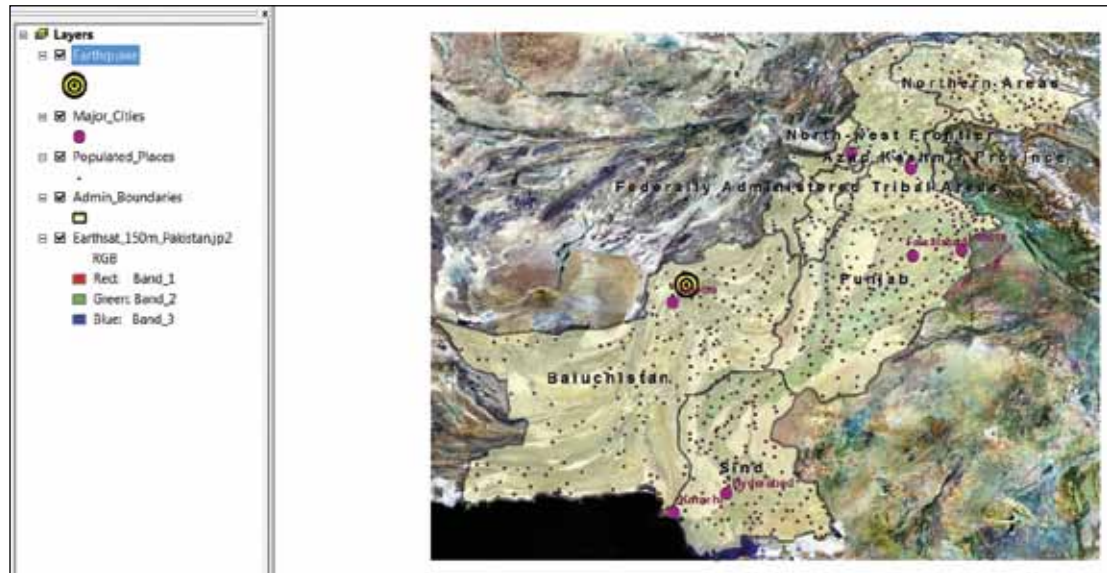 Layers
Earthquake
Major_Cities
Populated_Places
Admin_Boundaries
Earthsat_150m_Pakistan.jp2
RGB
Red: Band_1
Green: Band_2
Blue: Band_3
Northern Areas
North-west Frontier
Azad Kashmir Province
Federally Administered Tribal Areas
Faisalabad
Punjab
Baluchistan
Sind
Hyderabad
Karachi